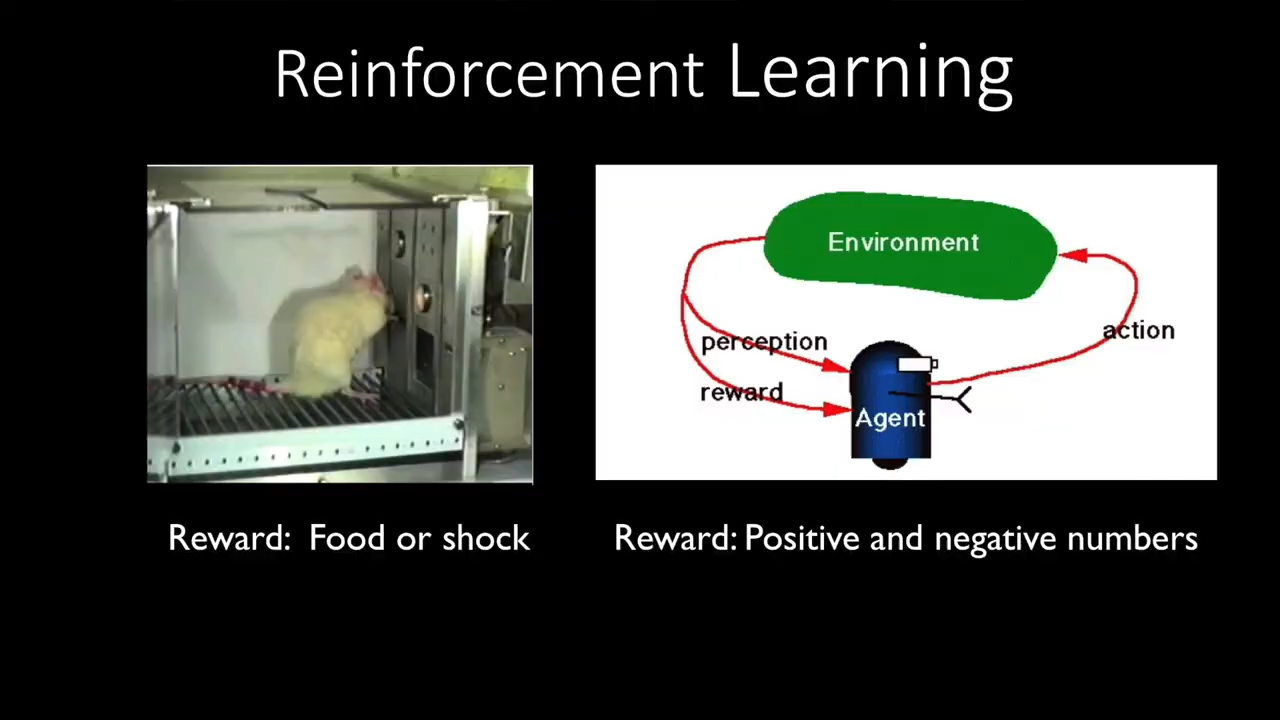 Reinforcement Learning
Environment
perception
action
reward
Agent
Reward: Food or shock
Reward: Positive and negative numbers